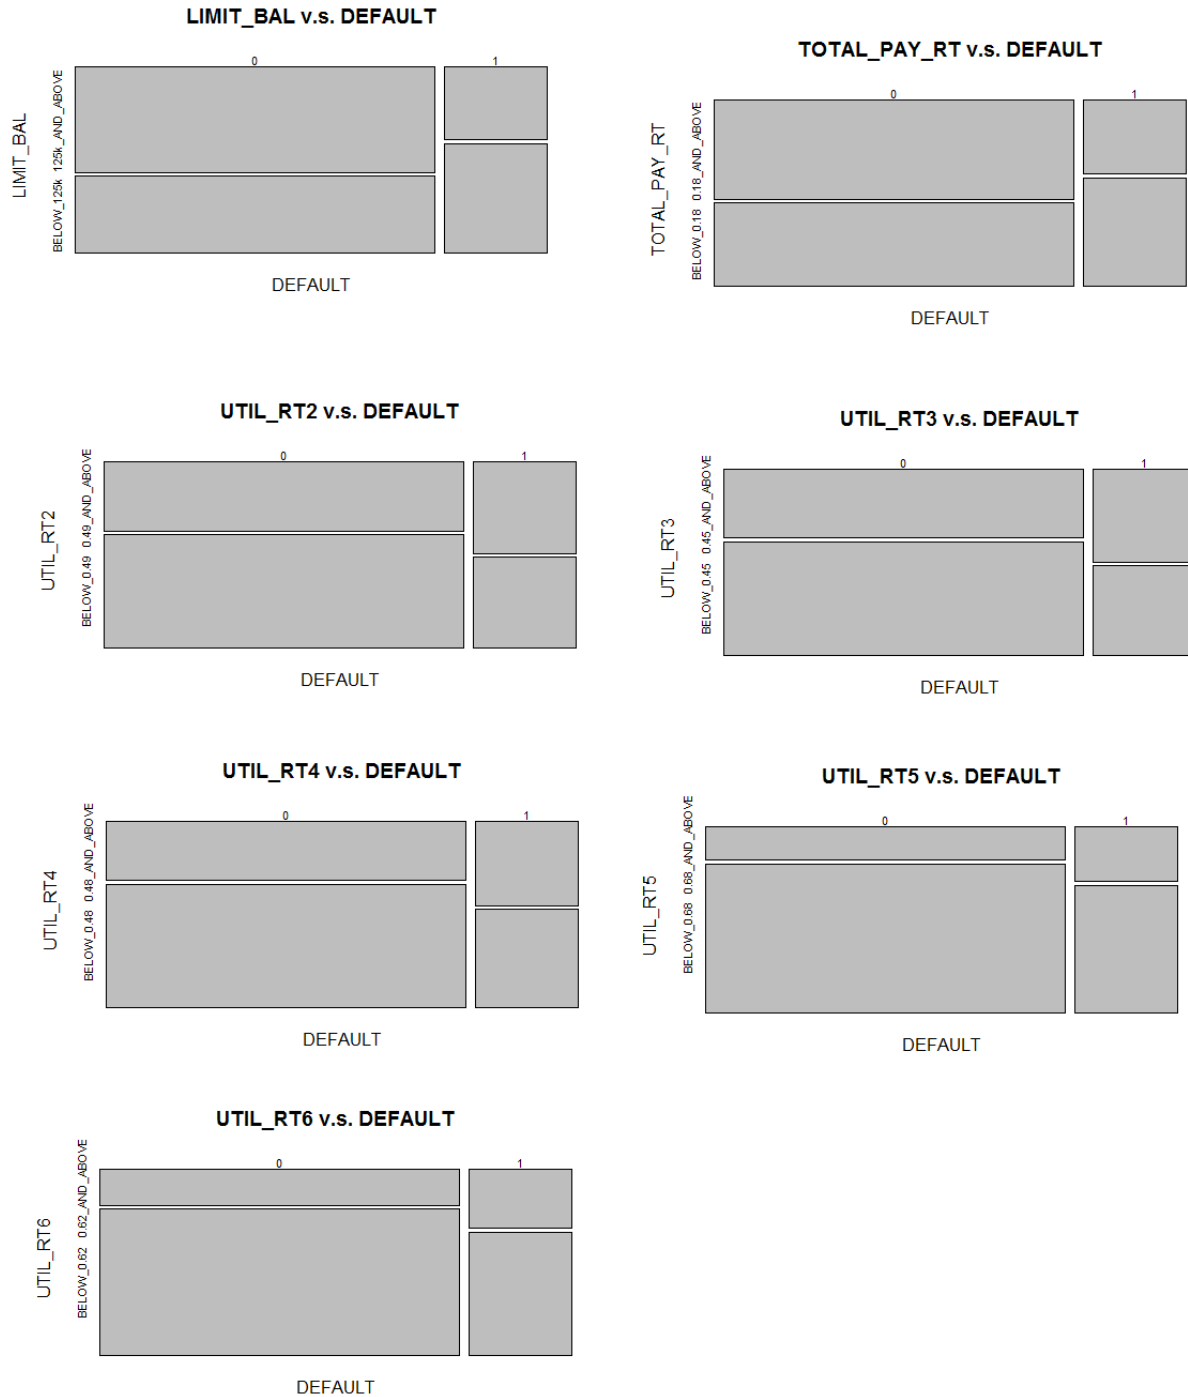 LIMIT_BAL v.s. DEFAULT
0 1
LIMIT_BAL
BELOW_125k 125k_AND_ABOVE
DEFAULT
TOTAL_PAY_RT v.s. DEFAULT
0 1
TOTAL_PAY_RT
BELOW_0.18 0.18_AND_ABOVE
DEFAULT
UTIL_RT2 v.s. DEFAULT
0 1
UTIL_RT2
BELOW_0.49 0.49_AND_ABOVE
DEFAULT
UTIL_RT3 v.s. DEFAULT
0 1
UTIL_RT3
BELOW_0.45 0.45_AND_ABOVE
DEFAULT
UTIL_RT4 v.s. DEFAULT
0 1
UTIL_RT4
BELOW_0.48 0.48_AND_ABOVE
DEFAULT
UTIL_RT5 v.s. DEFAULT
0 1
UTIL_RT5
BELOW_0.68 0.68_AND_ABOVE
DEFAULT
UTIL_RT6 v.s. DEFAULT
0 1
UTIL_RT6
BELOW_0.62 0.62_AND_ABOVE
DEFAULT